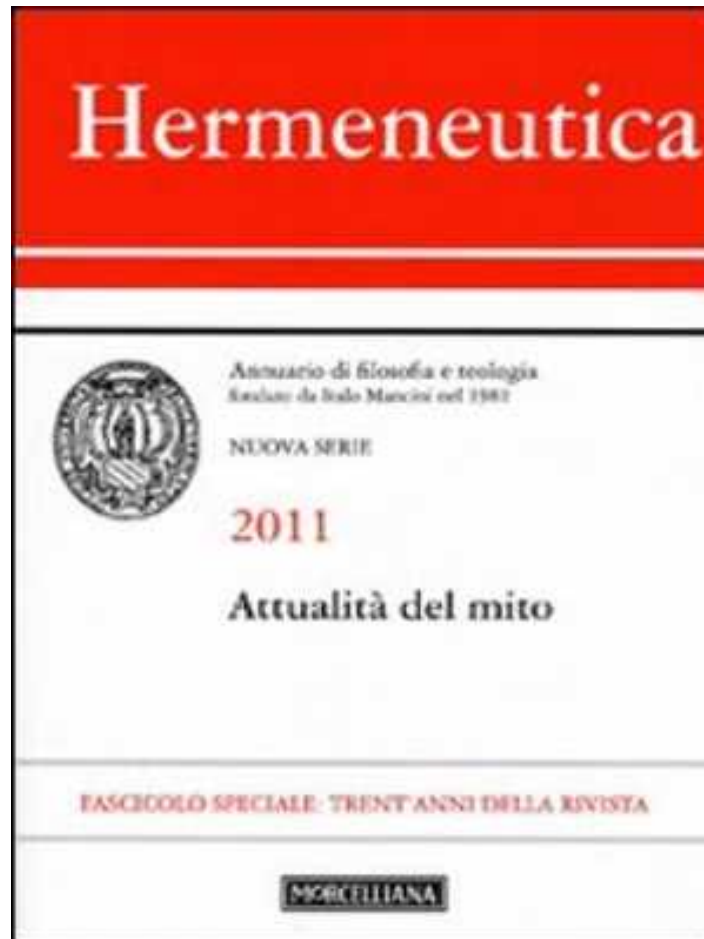 Hermeneutica
Annuario di filosofia e teologia
fondato da Italo Mancini nel 1981
NUOVA SERIE
2011
Attualità del mito
FASCICOLO SPECIALE: TRENT'ANNI DELLA RIVISTA
MORCELLIANA